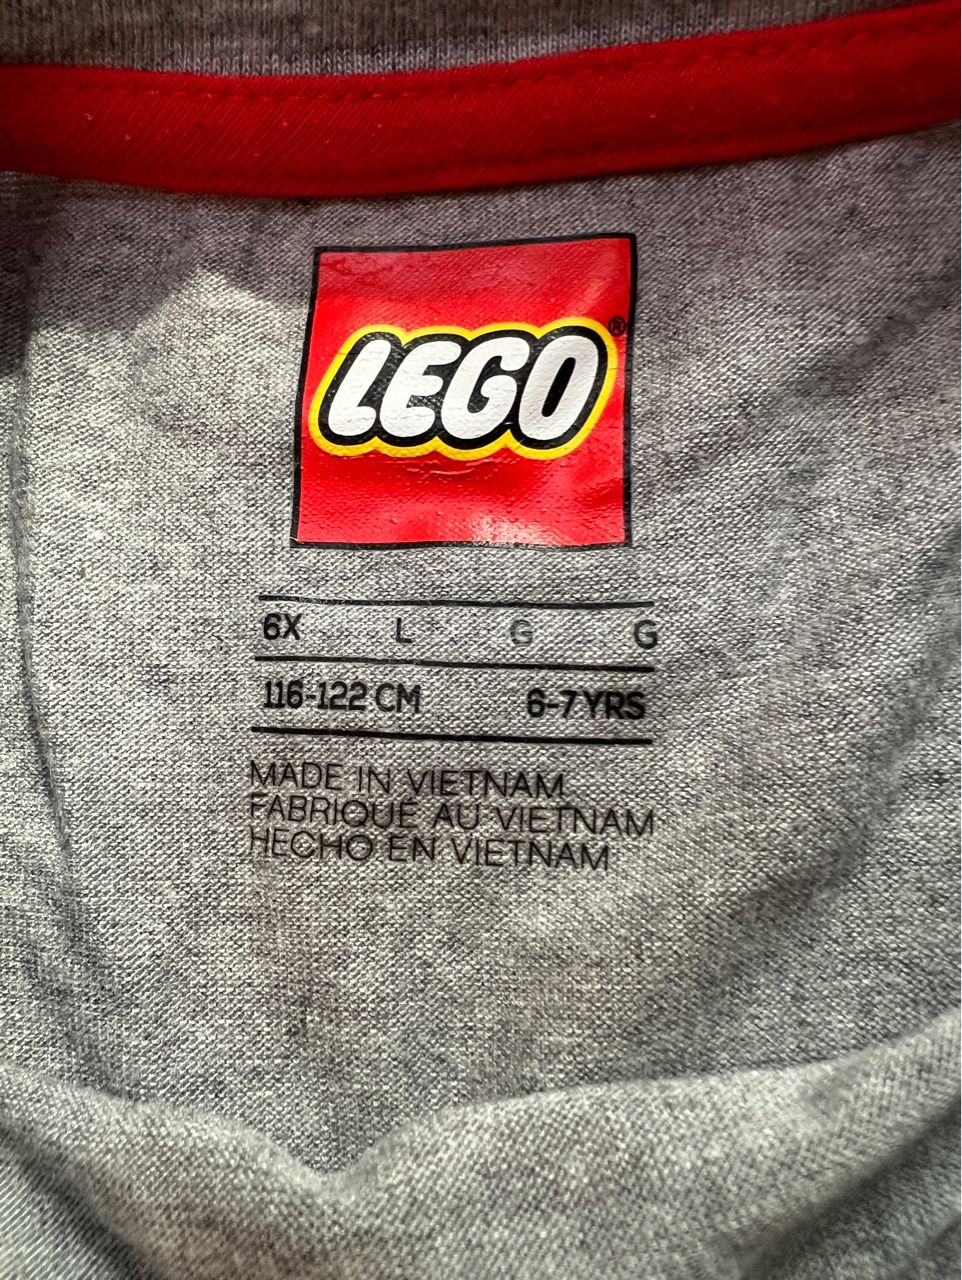 LEGO®
6X L G G
116-122 CM 6-7 YRS
MADE IN VIETNAM
FABRIQUÉ AU VIETNAM
HECHO EN VIETNAM